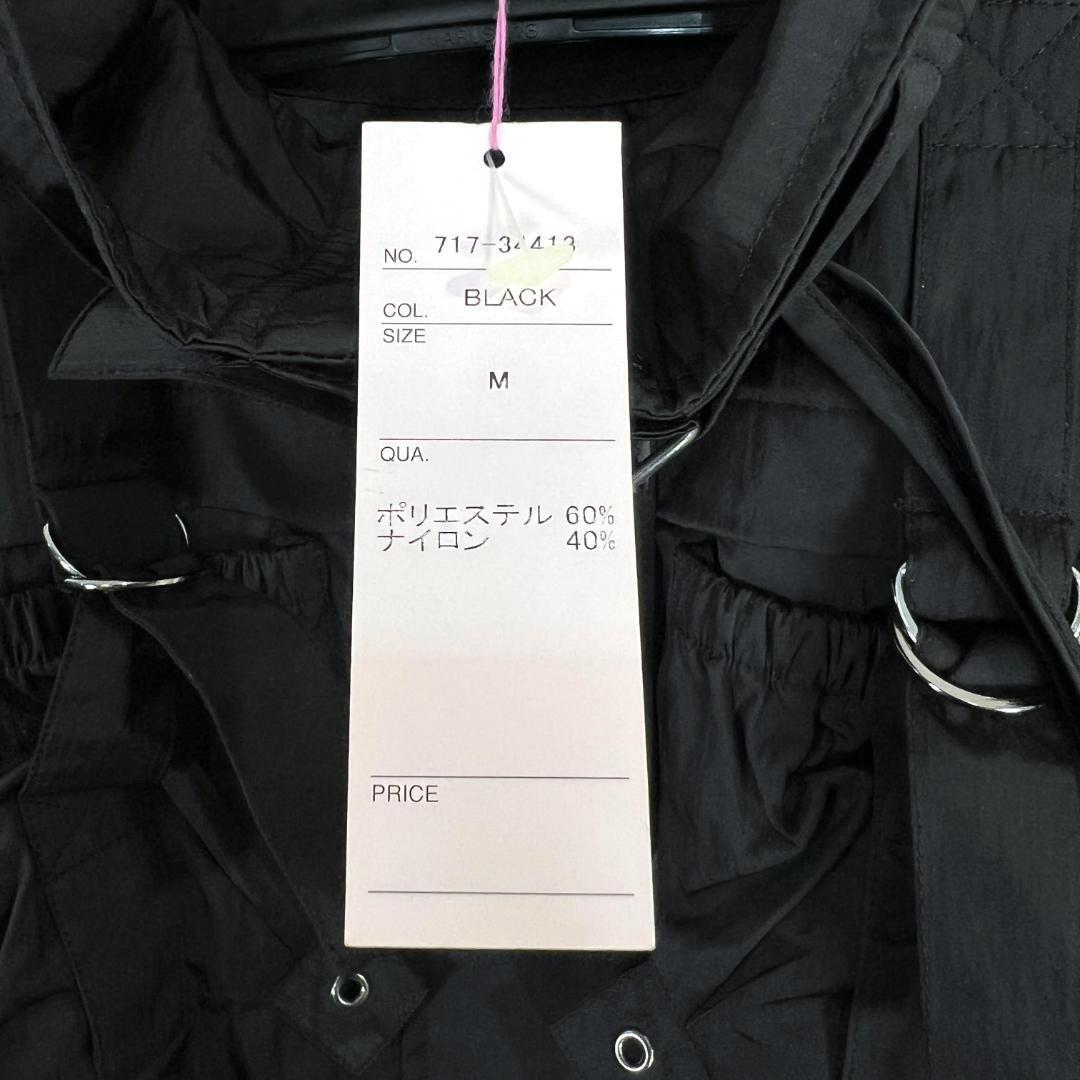 NO. 717-34413
COL. BLACK
SIZE
M
QUA.
ポリエステル 60%
ナイロン 40%
PRICE